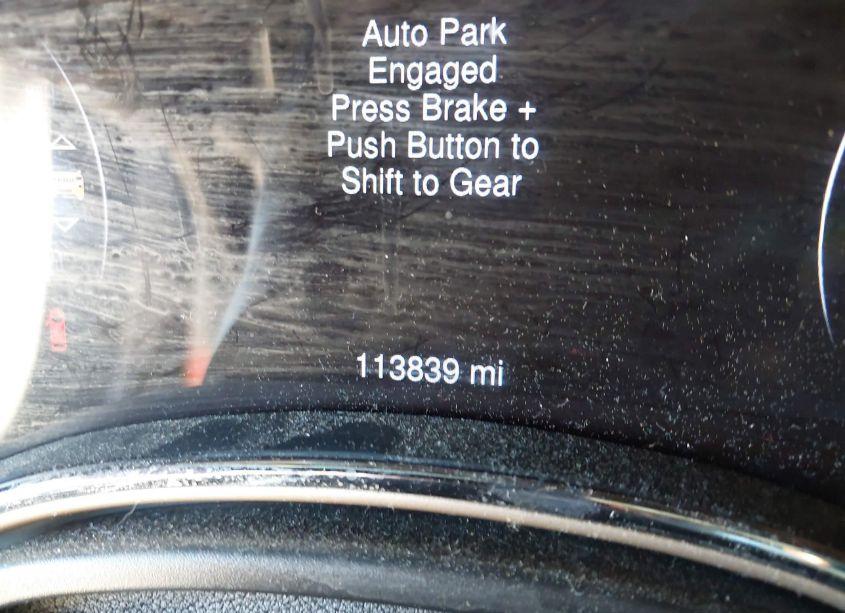 Auto Park
Engaged
Press Brake +
Push Button to
Shift to Gear
113839 mi